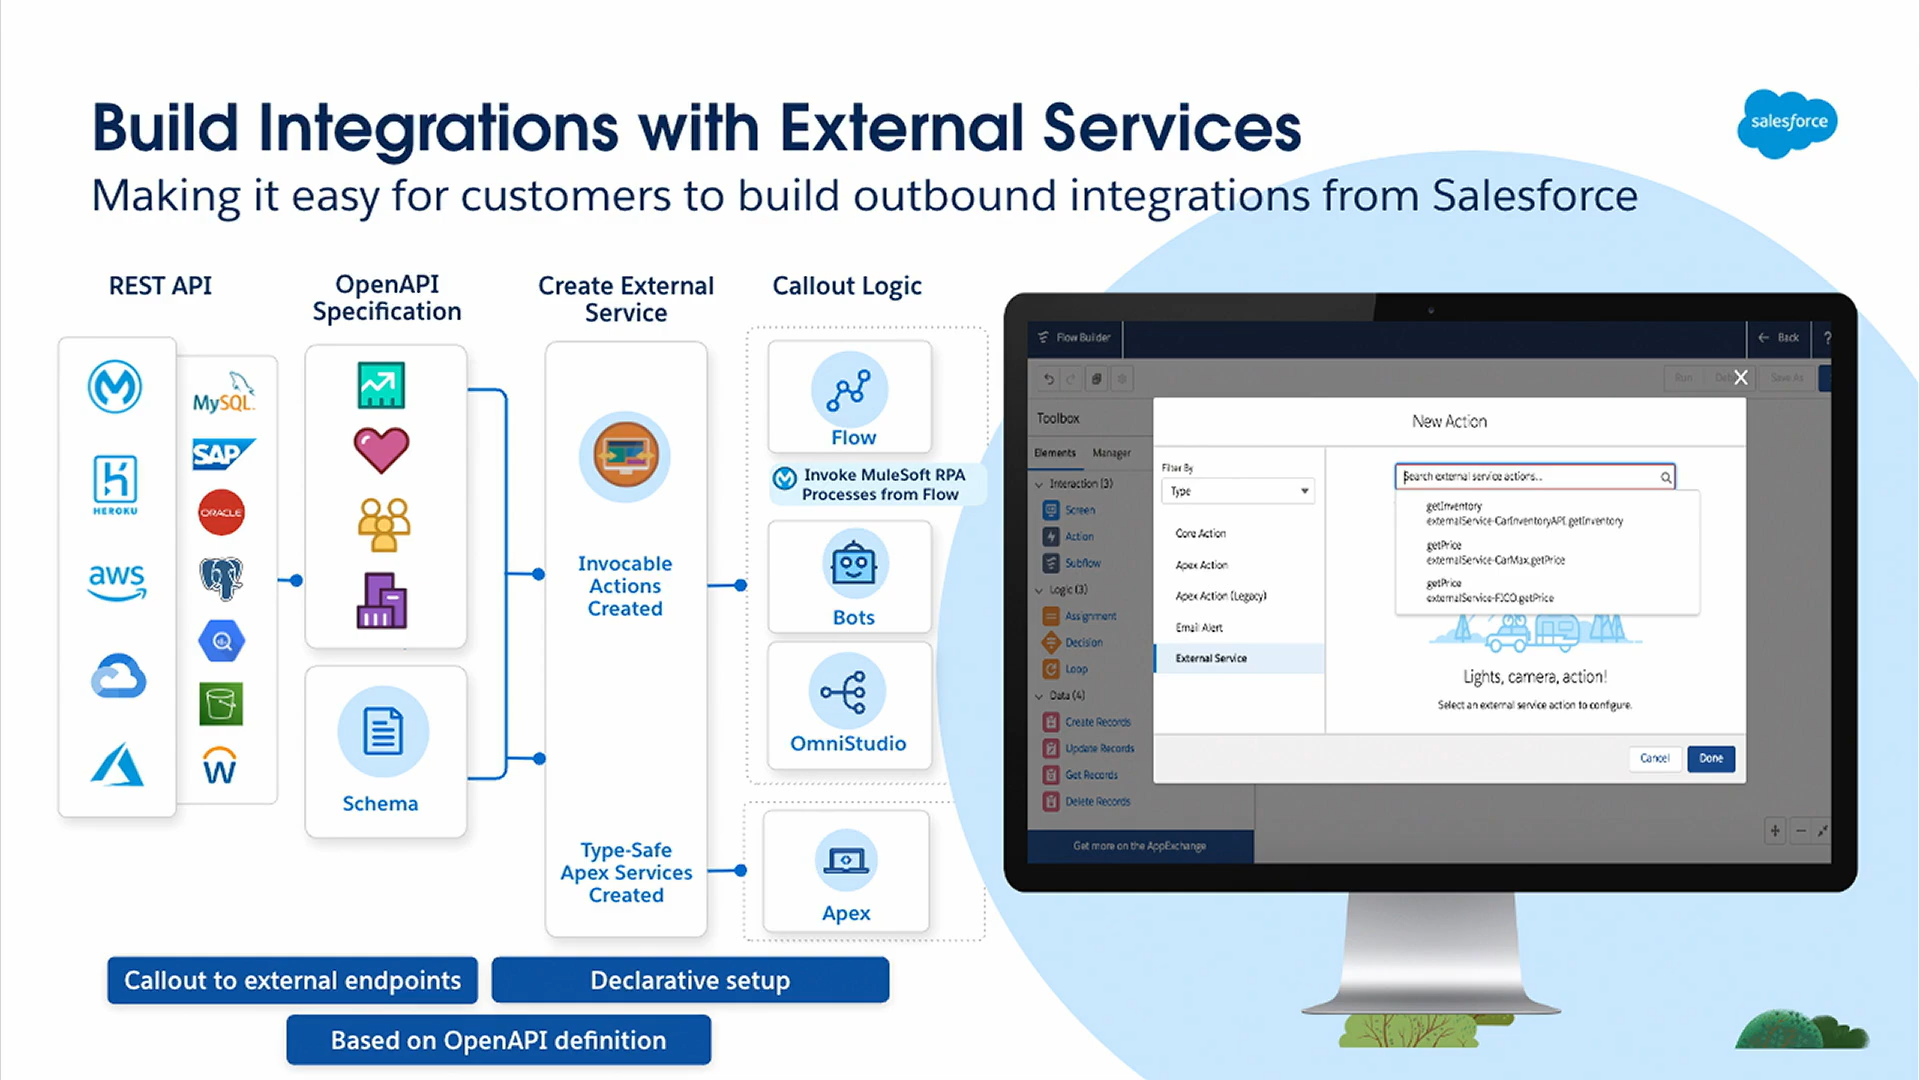 Build Integrations with External Services
salesforce
Making it easy for customers to build outbound integrations from Salesforce
REST API
OpenAPI
Specification
Create External
Service
Callout Logic
HEROKU
aws
MySQL
SAP
ORACLE
Schema
Invocable
Actions
Created
Type-Safe
Apex Services
Created
Flow
Invoke MuleSoft RPA
Processes from Flow
Bots
OmniStudio
Apex
Callout to external endpoints
Declarative setup
Based on OpenAPI definition
Flow Builder
Back
?
Run
Save As
Toolbox
Elements
Manager
Interaction (3)
Screen
Action
Subflow
Logic (3)
Assignment
Decision
Loop
Data (4)
Create Records
Update Records
Get Records
Delete Records
Get more on the AppExchange
New Action
Filter By
Type
Core Action
Apex Action
Apex Action (Legacy)
Email Alert
External Service
Search external service actions...
getInventory
externalService-CarInventoryAPI.getInventory
getPrice
externalService-CarMax.getPrice
getPrice
externalService-FICO.getPrice
Lights, camera, action!
Select an external service action to configure.
Cancel
Done